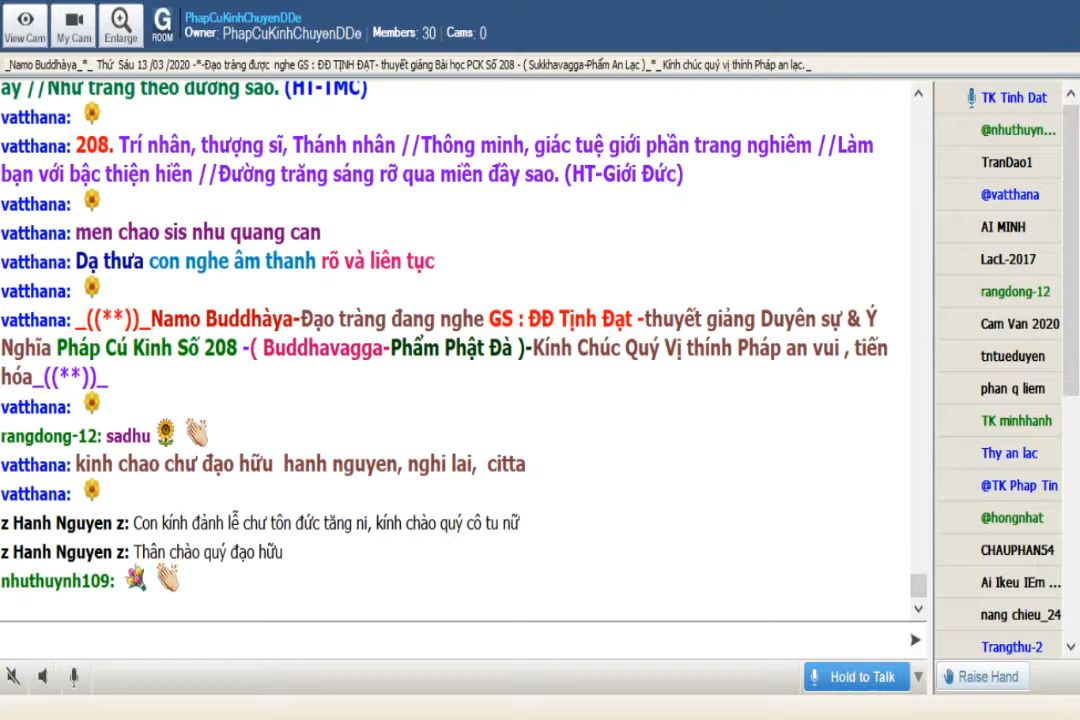 PhapCuKinhChuyenDDe
Owner: PhapCuKinhChuyenDDe Members: 30 Cams: 0
View Cam
My Cam
Enlarge
G
ROOM
_Namo Buddhàya_*_ Thứ Sáu 13 /03 /2020 -*-Đạo tràng được nghe GS : ĐĐ TỊNH ĐẠT- thuyết giảng Bài học PCK Số 208 - ( Sukkhavagga-Phẩm An Lạc )_*_ Kính chúc quý vị thính Pháp an lạc._
ay //Như trăng theo đường sao. (HT-TMC)
vatthana:
vatthana: 208. Trí nhân, thượng sĩ, Thánh nhân //Thông minh, giác tuệ giới phần trang nghiêm //Làm
bạn với bậc thiện hiền //Đường trăng sáng rỡ qua miền đầy sao. (HT-Giới Đức)
vatthana:
vatthana: men chao sis nhu quang can
vatthana: Dạ thưa con nghe âm thanh rõ và liên tục
vatthana:
vatthana: _((**))_Namo Buddhàya-Đạo tràng đang nghe GS : ĐĐ Tịnh Đạt -thuyết giảng Duyên sự & Ý
Nghĩa Pháp Cú Kinh Số 208 -( Buddhavagga-Phẩm Phật Đà )-Kính Chúc Quý Vị thính Pháp an vui , tiến
hóa_((**))_
vatthana:
rangdong-12: sadhu
vatthana: kinh chao chư đạo hữu hanh nguyen, nghi lai, citta
vatthana:
z Hanh Nguyen z: Con kính đảnh lễ chư tôn đức tăng ni, kính chào quý cô tu nữ
z Hanh Nguyen z: Thân chào quý đạo hữu
nhuthuynh109:
TK Tinh Dat
@nhuthuyn...
TranDao1
@vatthana
AI MINH
LacL-2017
rangdong-12
Cam Van 2020
tntueduyen
phan q liem
TK minhhanh
Thy an lac
@TK Phap Tin
@hongnhat
CHAUPHAN54
Ai Ikeu IEm ...
nang chieu_24
Trangthu-2
Hold to Talk
Raise Hand